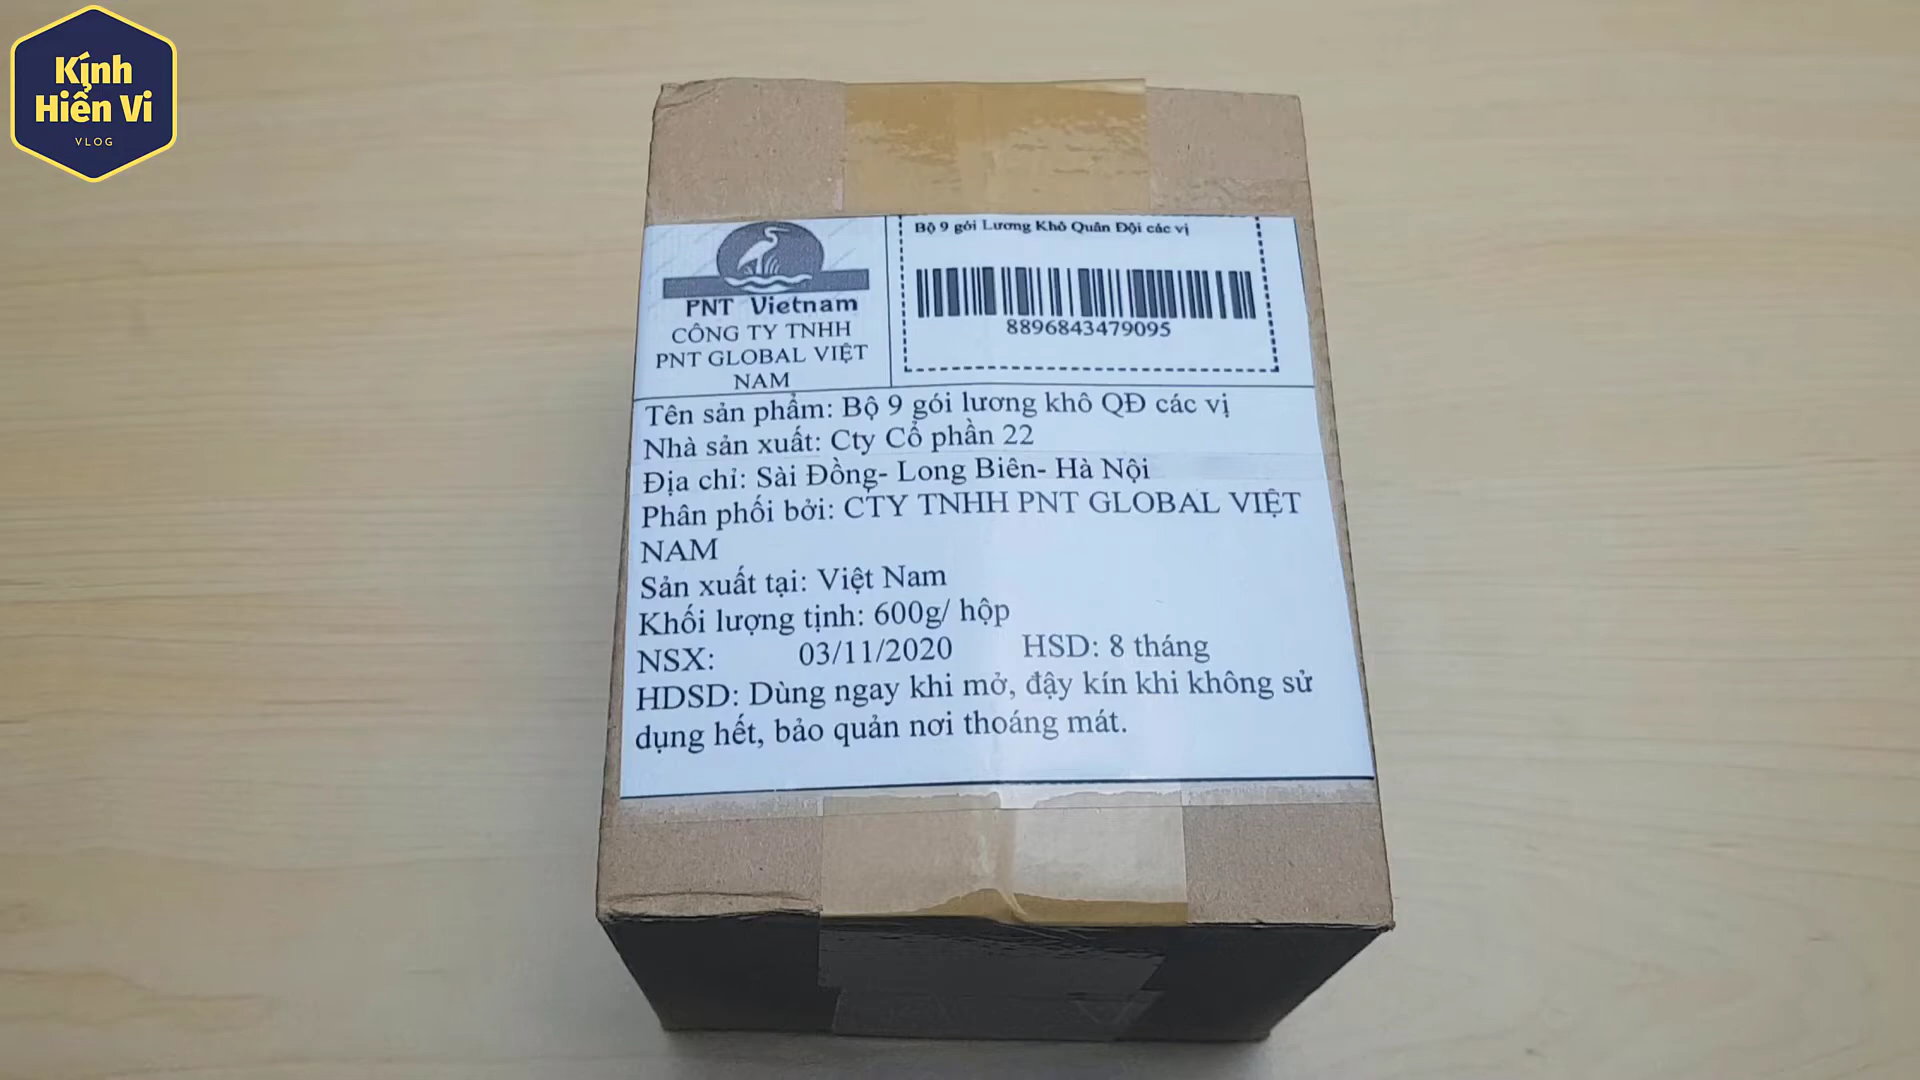 Kính
Hiển Vi
VLOG
PNT Vietnam
CÔNG TY TNHH
PNT GLOBAL VIỆT
NAM
Bộ 9 gói Lương Khô Quân Đội các vị
8896843479095
Tên sản phẩm: Bộ 9 gói lương khô QĐ các vị
Nhà sản xuất: Cty Cổ phần 22
Địa chỉ: Sài Đồng- Long Biên- Hà Nội
Phân phối bởi: CTY TNHH PNT GLOBAL VIỆT
NAM
Sản xuất tại: Việt Nam
Khối lượng tịnh: 600g/ hộp
NSX: 03/11/2020 HSD: 8 tháng
HDSD: Dùng ngay khi mở, đậy kín khi không sử
dụng hết, bảo quản nơi thoáng mát.